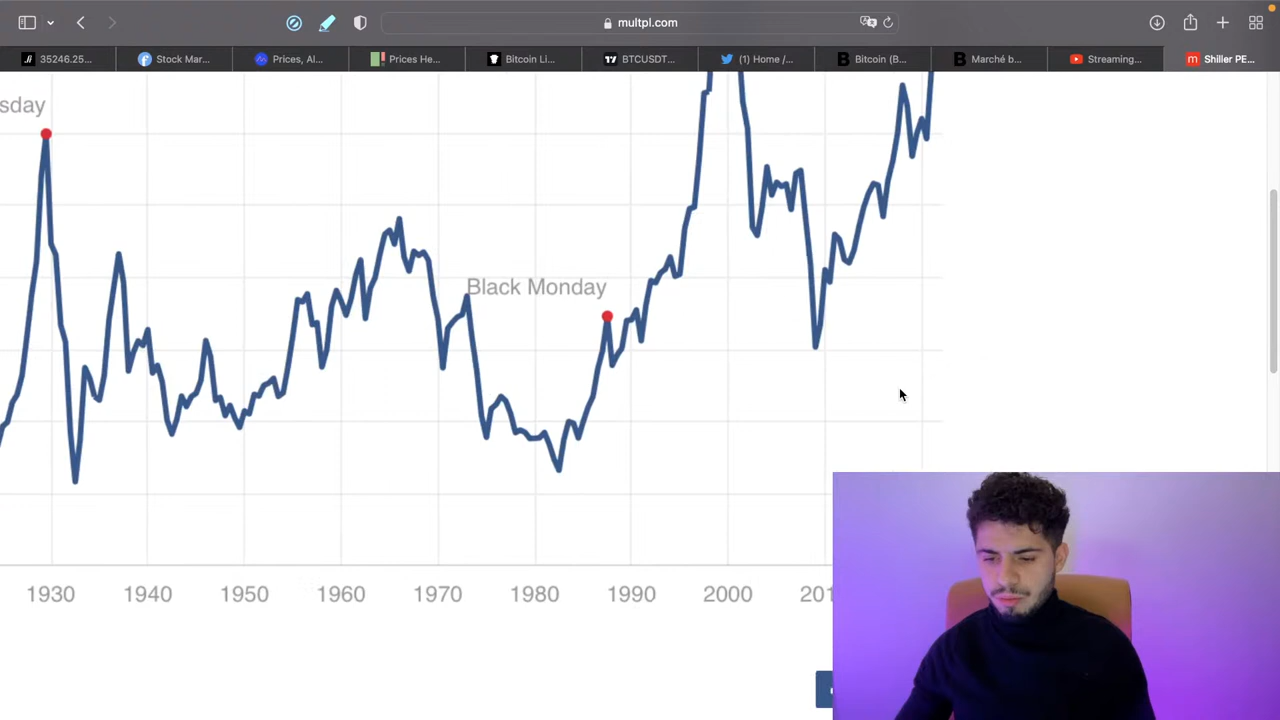 multpl.com
35246.25...
Stock Mar...
Prices, Al...
Prices He...
Bitcoin Li...
BTCUSDT...
(1) Home /...
Bitcoin (B...
Marché b...
Streaming...
Shiller PE...
sday
Black Monday
1930 1940 1950 1960 1970 1980 1990 2000 201